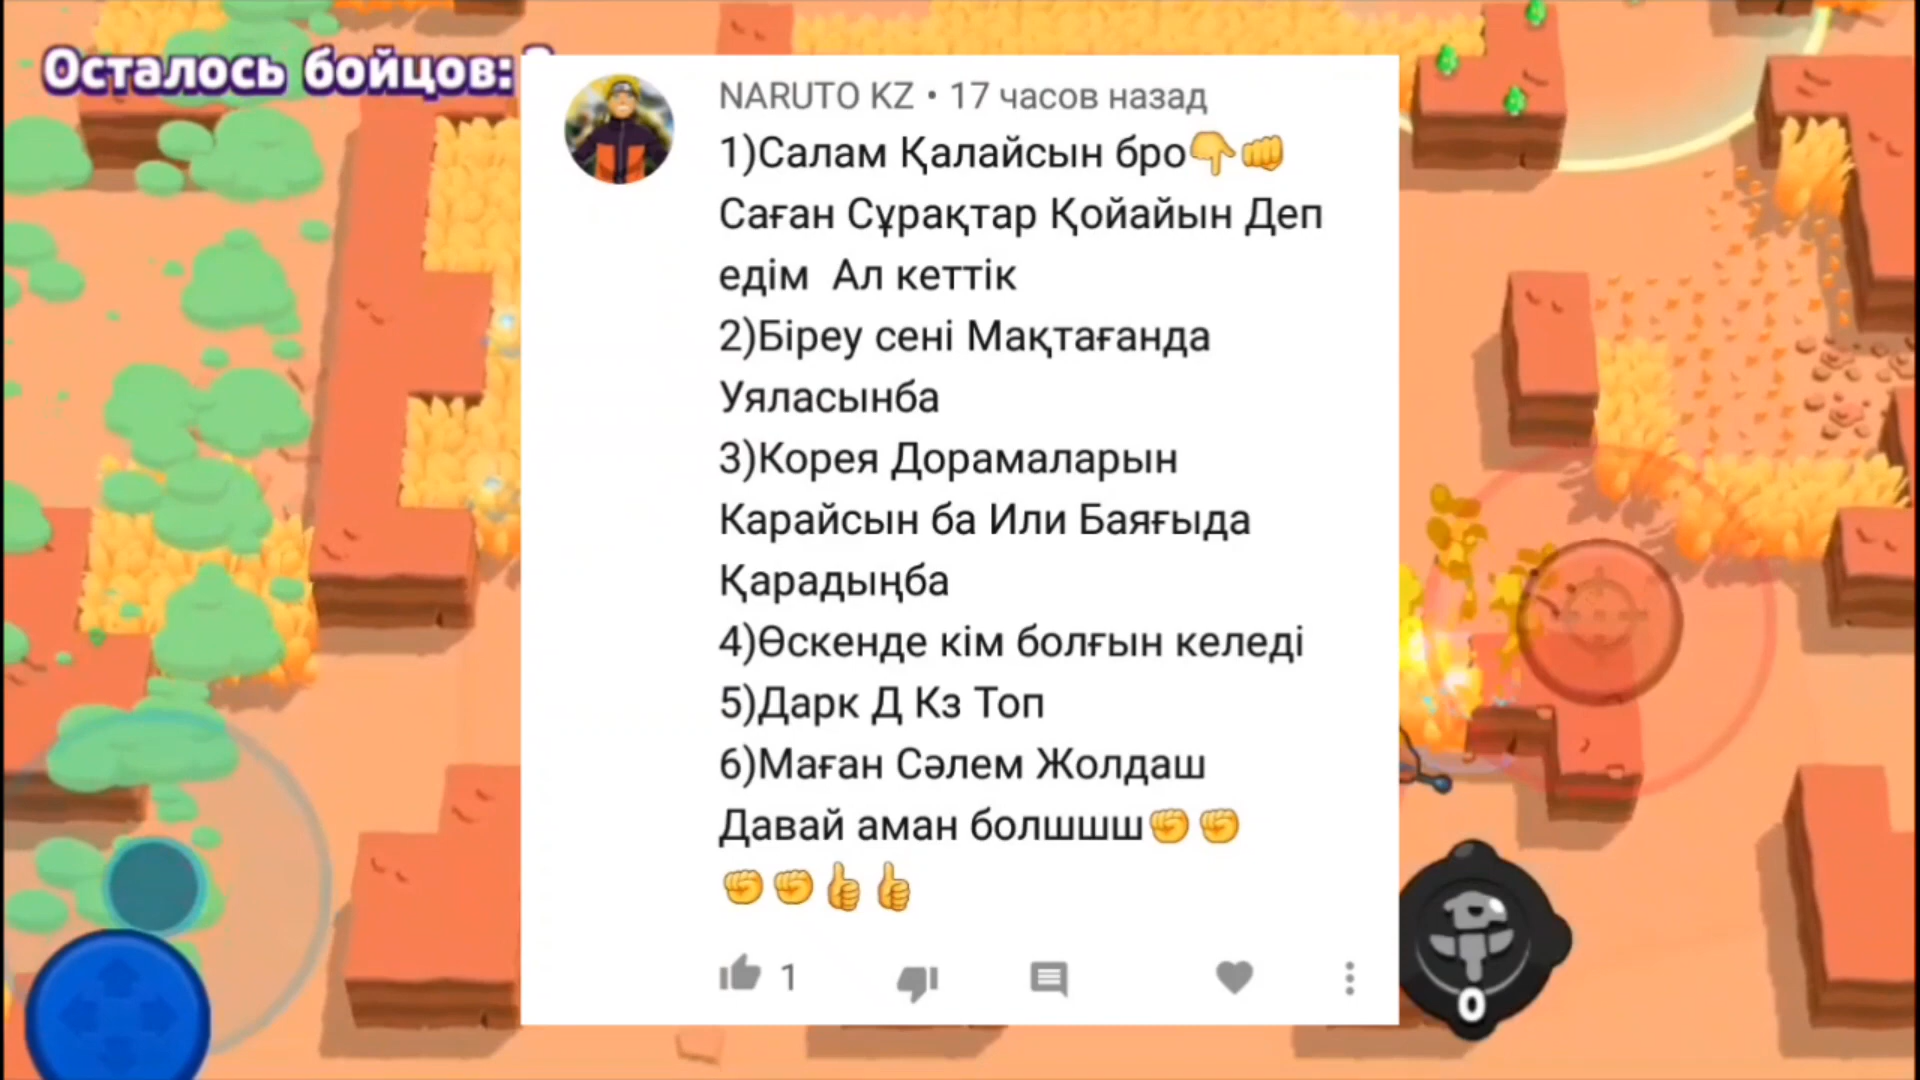 Осталось бойцов:
NARUTO KZ • 17 часов назад
1)Салам Қалайсын бро👇👊
Саған Сұрақтар Қойайын Деп
едім  Ал кеттік
2)Біреу сені Мақтағанда
Уяласынба
3)Корея Дорамаларын
Карайсын ба Или Баяғыда
Қарадыңба
4)Өскенде кім болғын келеді
5)Дарк Д Кз Топ
6)Маған Сәлем Жолдаш
Давай аман болшшш✊✊
✊✊👍👍
1
0